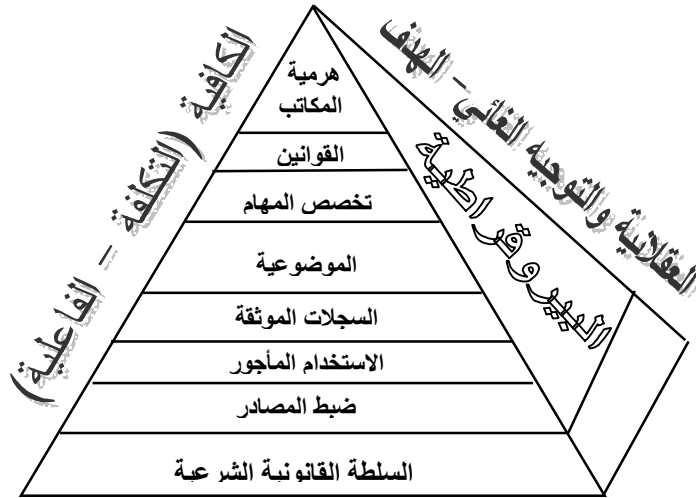 هرمية
المكاتب
القوانين
تخصص المهام
الموضوعية
السجلات الموثقة
الاستخدام المأجور
ضبط المصادر
السلطة القانونية الشرعية
الكافية (التكلفة – الفاعلية)
العقلانية والتوجيه الغائي – الهدف
البيروقراطية